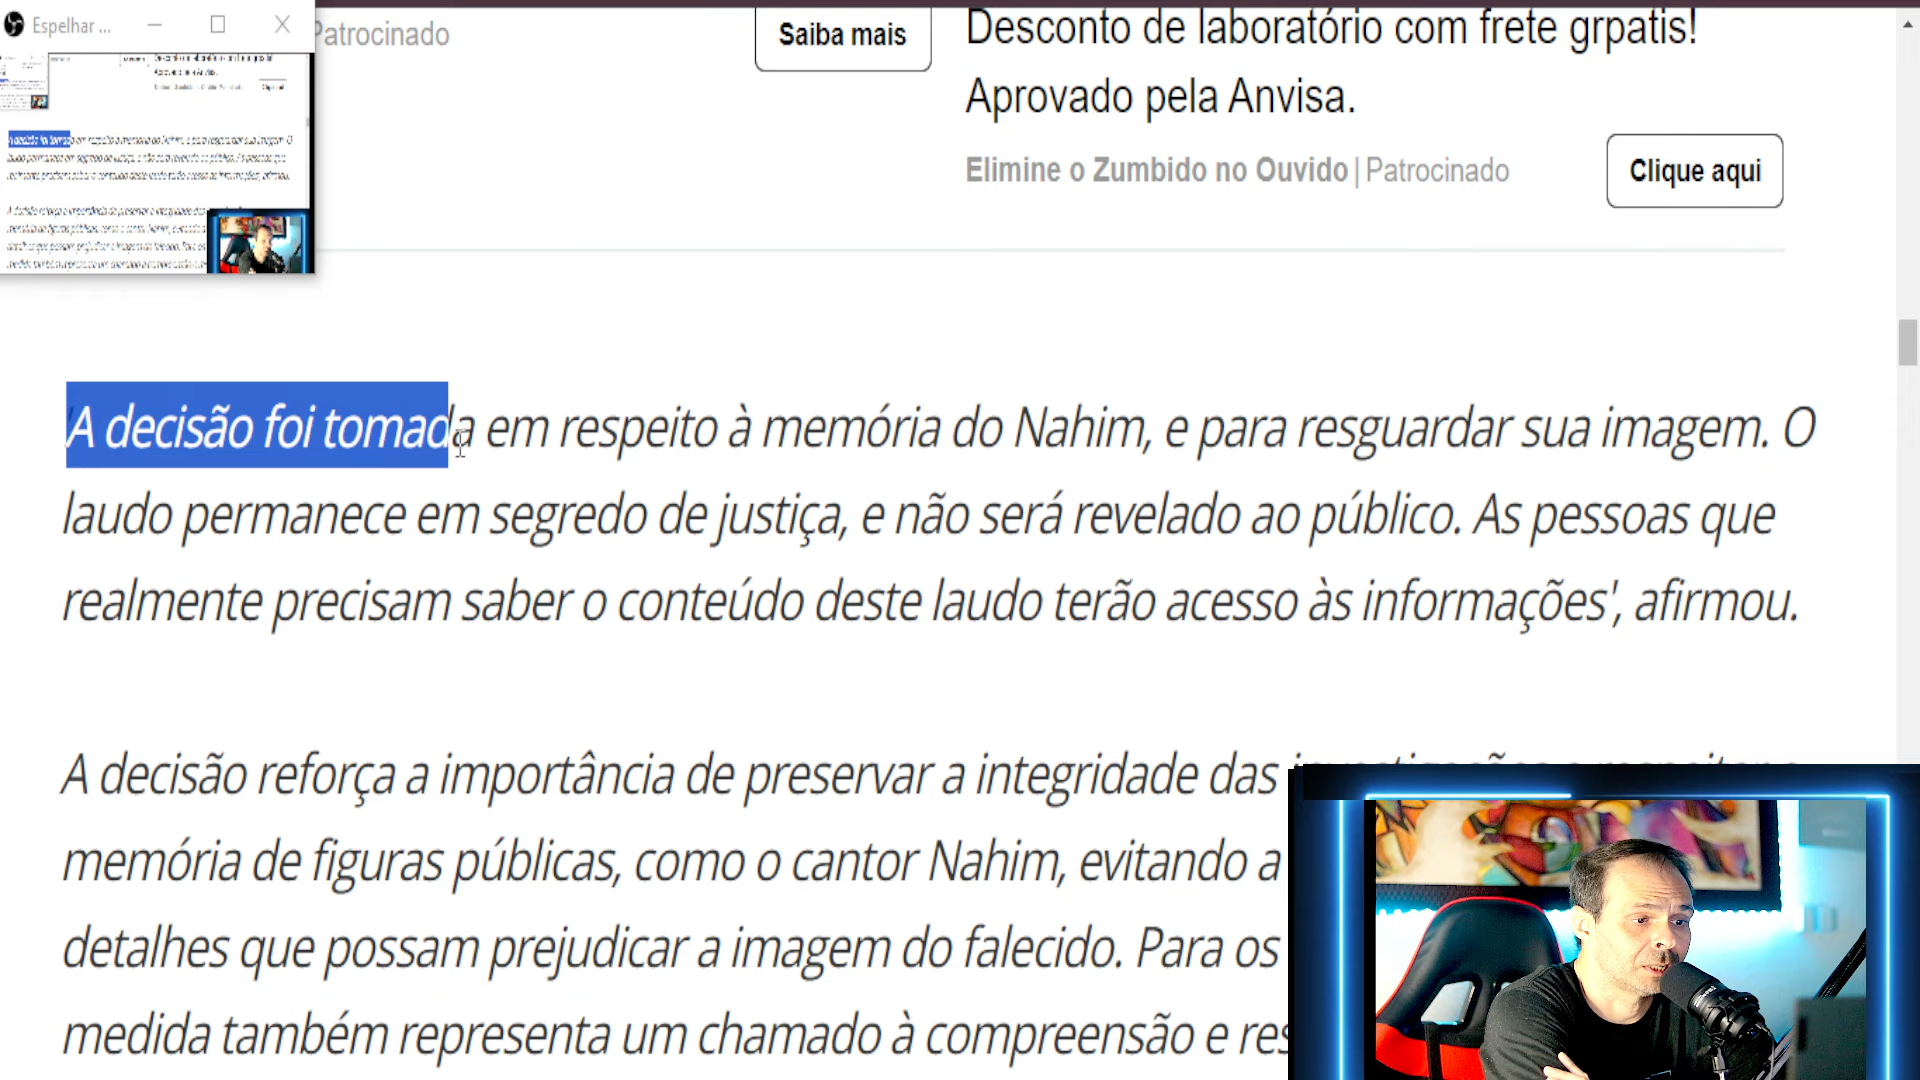 Espelhar ...
Patrocinado
Saiba mais
Desconto de laboratório com frete grpatis!
Aprovado pela Anvisa.
Elimine o Zumbido no Ouvido | Patrocinado
Clique aqui
'A decisão foi tomada em respeito à memória do Nahim, e para resguardar sua imagem. O
laudo permanece em segredo de justiça, e não será revelado ao público. As pessoas que
realmente precisam saber o conteúdo deste laudo terão acesso às informações', afirmou.
A decisão reforça a importância de preservar a integridade das
memória de figuras públicas, como o cantor Nahim, evitando a
detalhes que possam prejudicar a imagem do falecido. Para os
medida também representa um chamado à compreensão e res